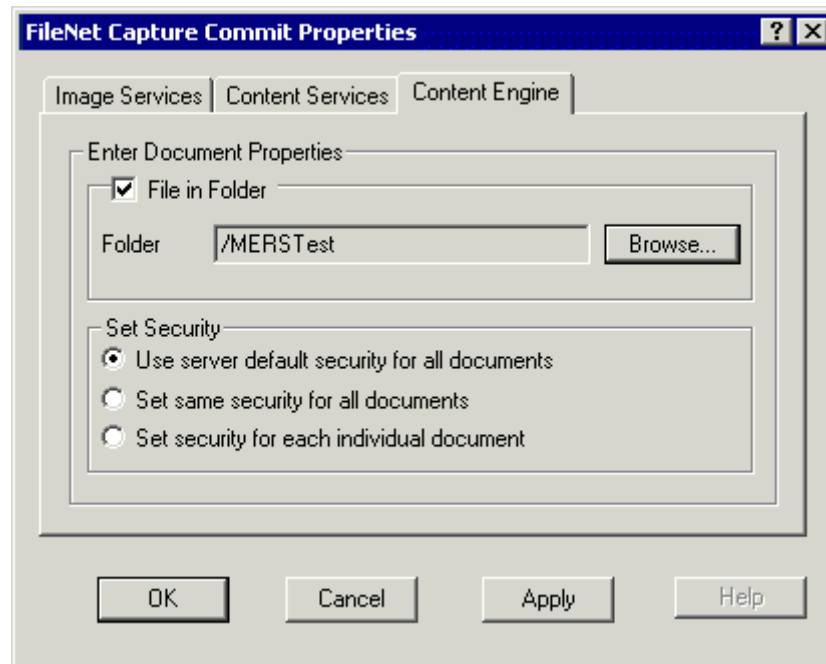 FileNet Capture Commit Properties
Image Services Content Services Content Engine
Enter Document Properties
File in Folder
Folder /MERSTest Browse...
Set Security
Use server default security for all documents
Set same security for all documents
Set security for each individual document
OK Cancel Apply Help